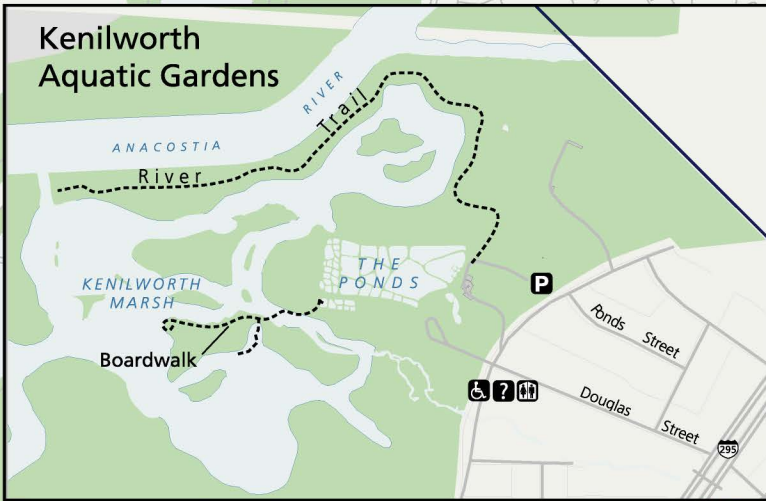 Kenilworth
Aquatic Gardens
RIVER
Trail
ANACOSTIA
River
THE
PONDS
KENILWORTH
MARSH
P
Ponds
Street
Boardwalk
?
Douglas
Street
295